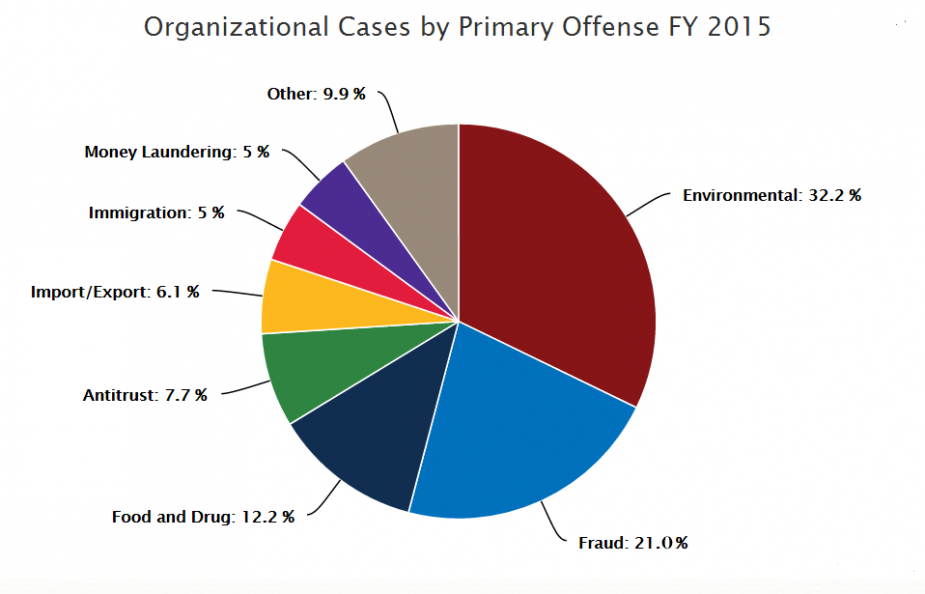 Organizational Cases by Primary Offense FY 2015
Other: 9.9 %
Money Laundering: 5 %
Environmental: 32.2 %
Immigration: 5 %
Import/Export: 6.1 %
Antitrust: 7.7 %
Food and Drug: 12.2 %
Fraud: 21.0 %